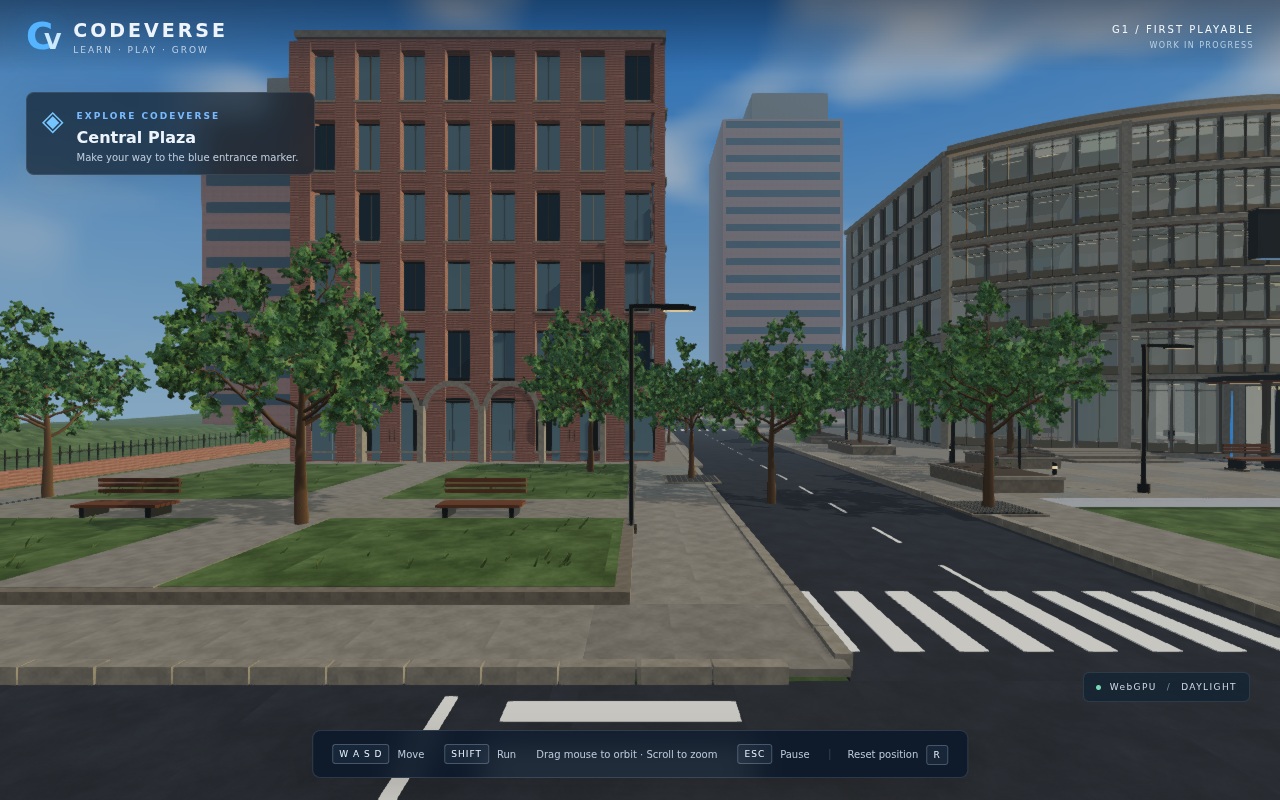 CV
CODEVERSE
LEARN · PLAY · GROW
G1 / FIRST PLAYABLE
WORK IN PROGRESS
EXPLORE CODEVERSE
Central Plaza
Make your way to the blue entrance marker.
WebGPU / DAYLIGHT
W A S D Move SHIFT Run Drag mouse to orbit · Scroll to zoom ESC Pause | Reset position R